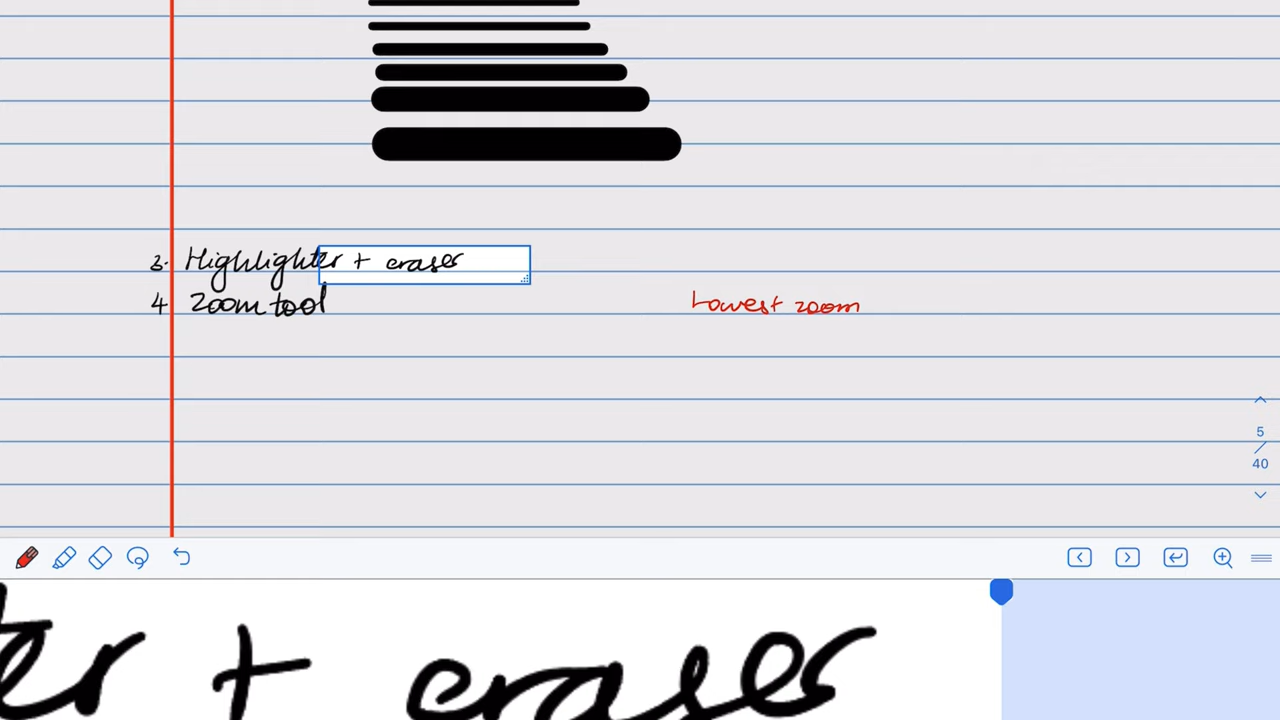 3. Highlighter + eraser
4 Zoom tool
Lowest zoom
5
/
40
ter + eraser